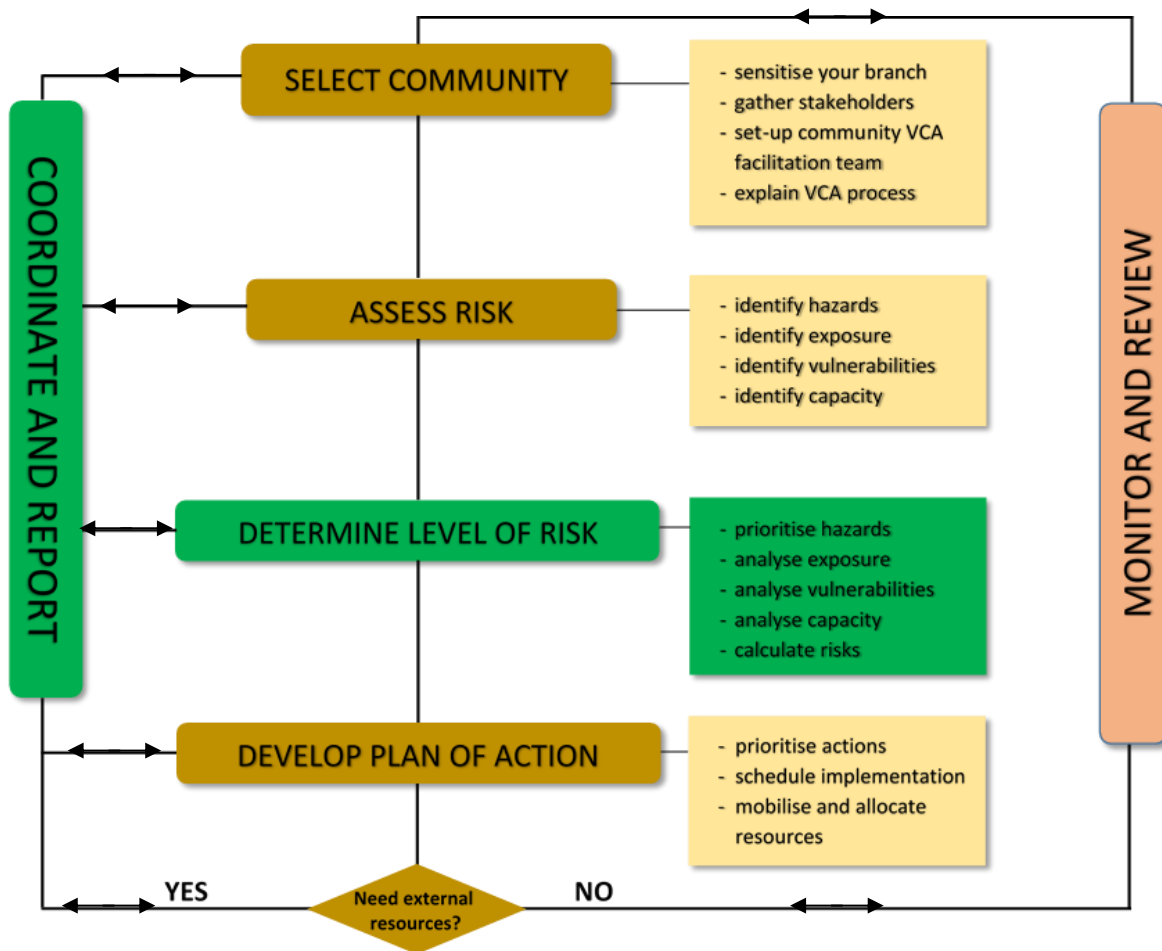 SELECT COMMUNITY
- sensitise your branch
- gather stakeholders
- set-up community VCA
facilitation team
- explain VCA process
COORDINATE AND REPORT
MONITOR AND REVIEW
ASSESS RISK
- identify hazards
- identify exposure
- identify vulnerabilities
- identify capacity
DETERMINE LEVEL OF RISK
- prioritise hazards
- analyse exposure
- analyse vulnerabilities
- analyse capacity
- calculate risks
DEVELOP PLAN OF ACTION
- prioritise actions
- schedule implementation
- mobilise and allocate
resources
YES
Need external
resources?
NO